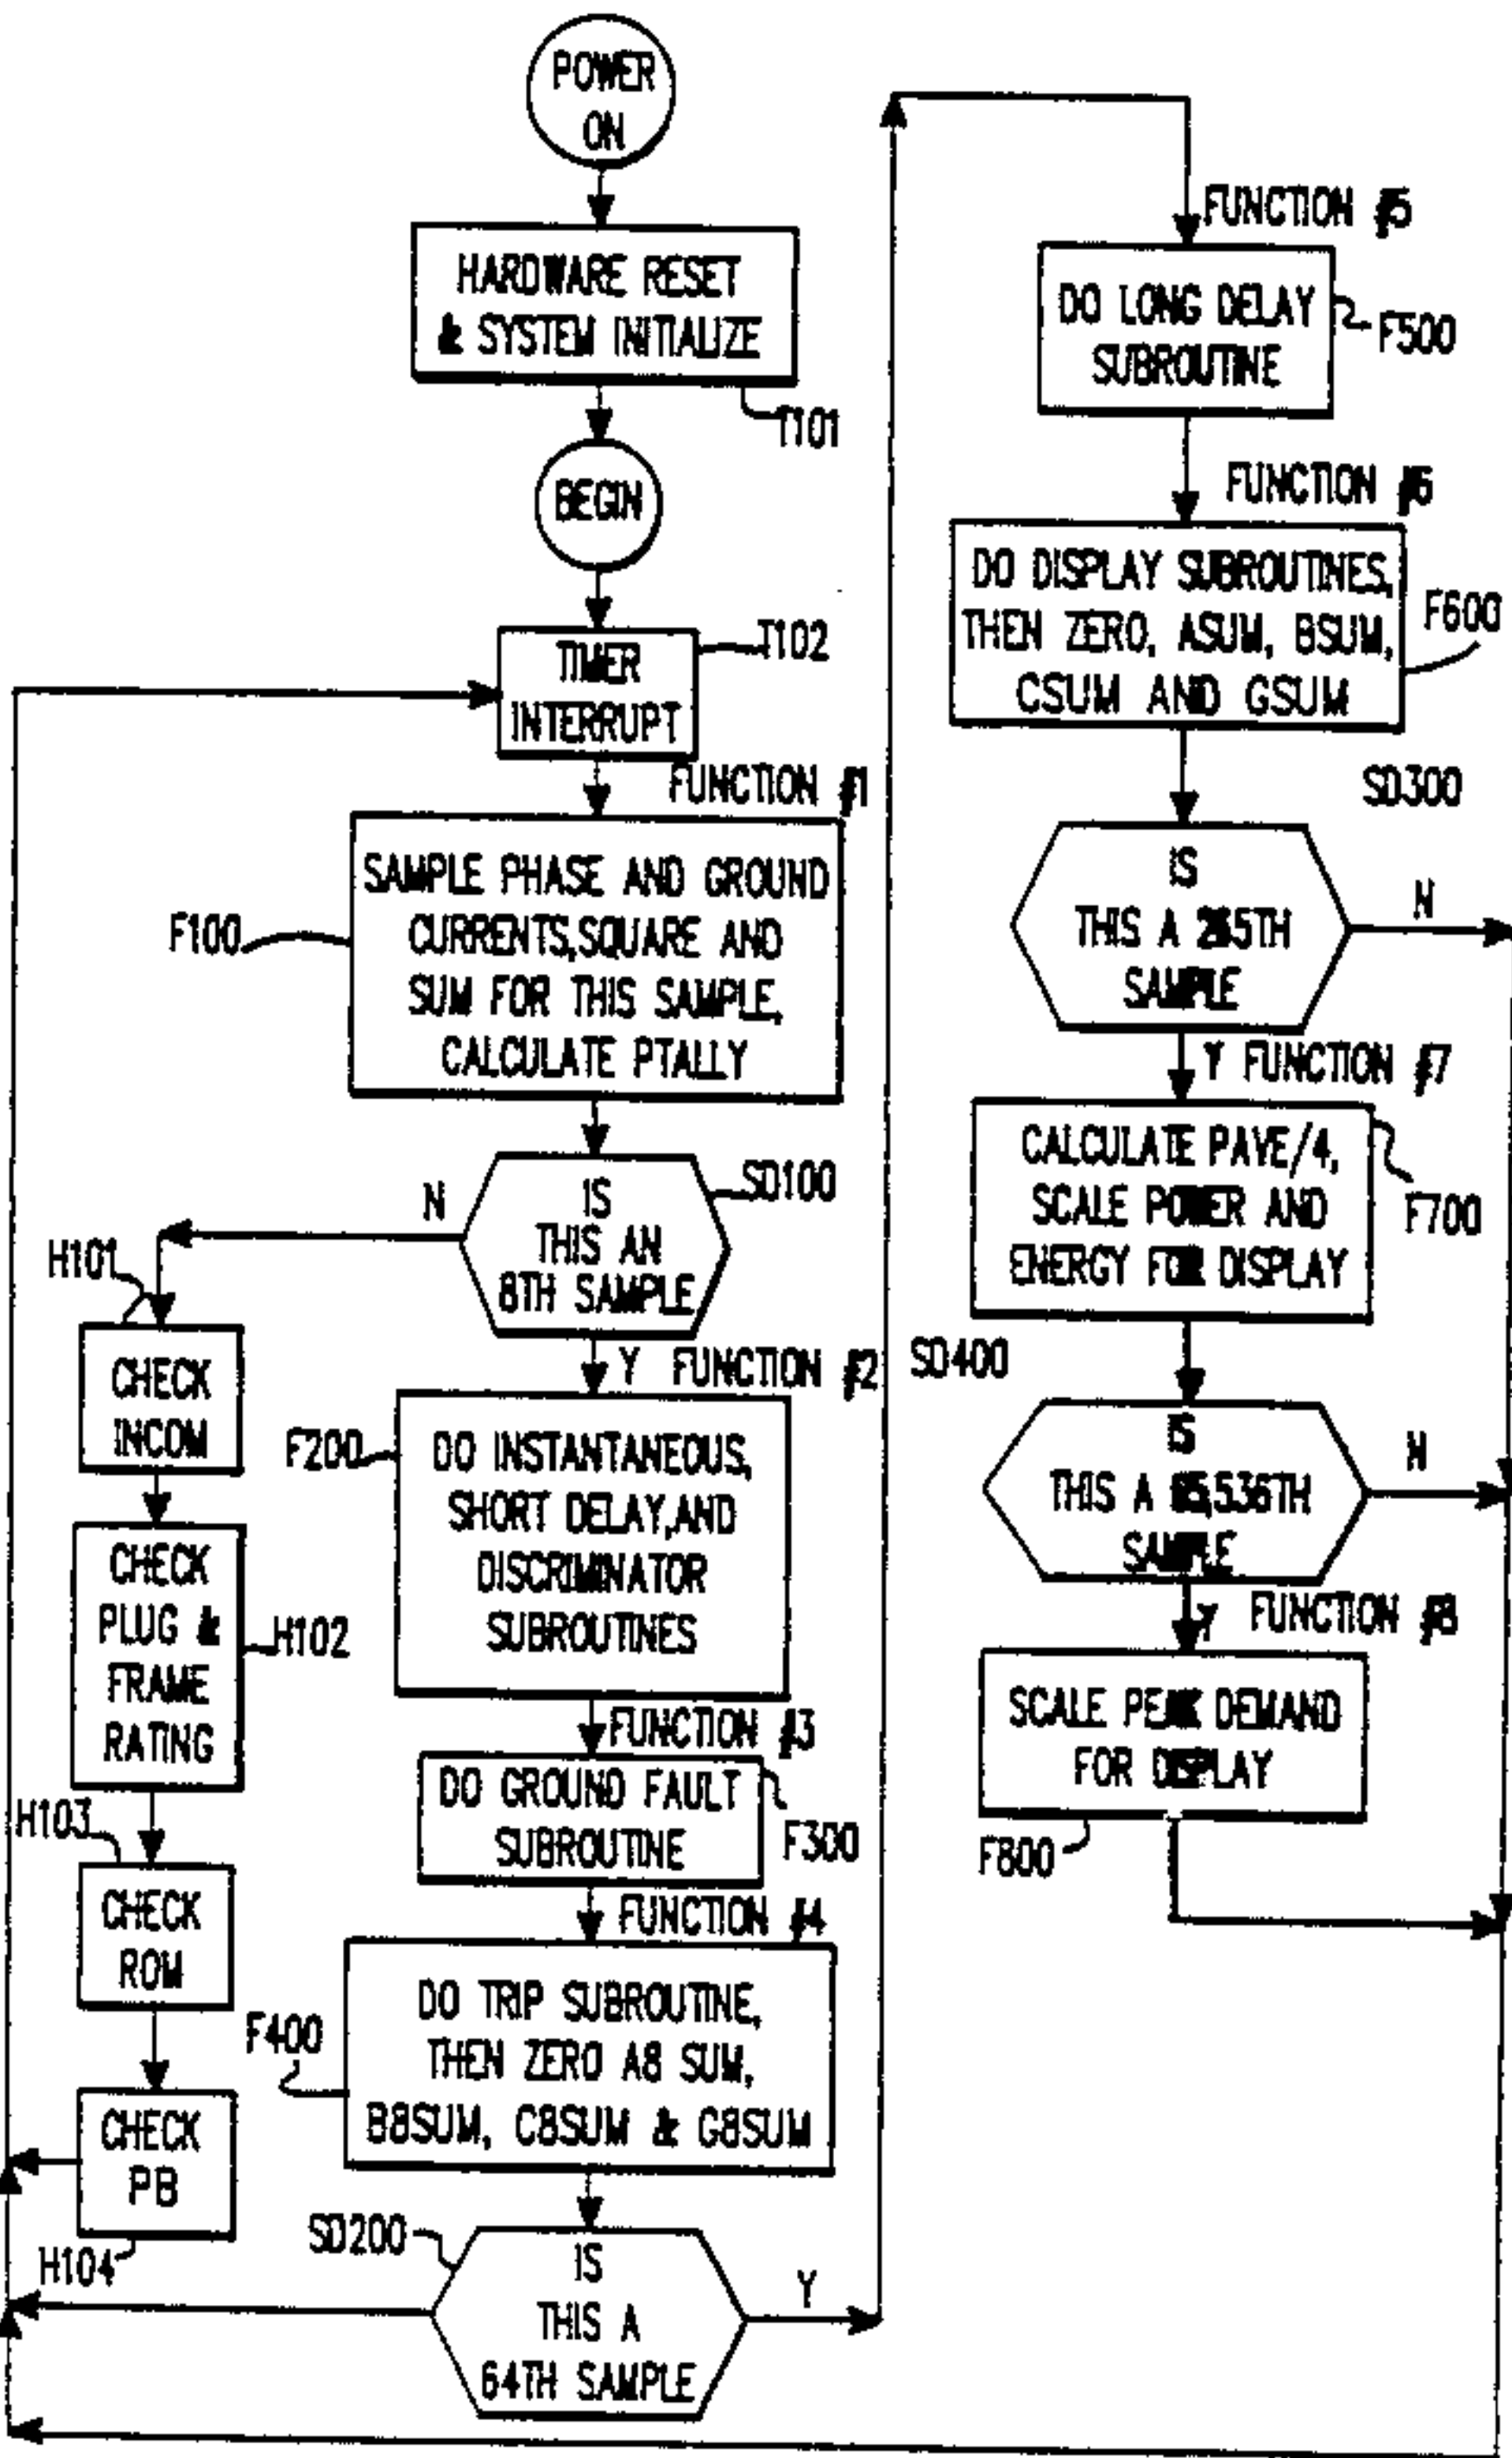 POWER
ON
HARDWARE RESET
& SYSTEM INITIALIZE
T101
BEGIN
T102
TIMER
INTERRUPT
FUNCTION #1
F100
SAMPLE PHASE AND GROUND
CURRENTS, SQUARE AND
SUM FOR THIS SAMPLE,
CALCULATE PTALLY
SD100
IS
THIS AN
8TH SAMPLE
N
H101
CHECK
INCOM
CHECK
PLUG &
FRAME
RATING
H102
H103
CHECK
ROM
CHECK
PB
H104
Y FUNCTION #2
F200
DO INSTANTANEOUS,
SHORT DELAY, AND
DISCRIMINATOR
SUBROUTINES
FUNCTION #3
DO GROUND FAULT
SUBROUTINE
F300
FUNCTION #4
F400
DO TRIP SUBROUTINE,
THEN ZERO A8 SUM,
B8SUM, C8SUM & G8SUM
SD200
IS
THIS A
64TH SAMPLE
Y
FUNCTION #5
DO LONG DELAY
SUBROUTINE
F500
FUNCTION #6
DO DISPLAY SUBROUTINES,
THEN ZERO, ASUM, BSUM,
CSUM AND GSUM
F600
SD300
IS
THIS A
SAMPLE
N
Y FUNCTION #7
CALCULATE PAVE/4,
SCALE POWER AND
ENERGY FOR DISPLAY
F700
SD400
IS
THIS A 65,536TH
SAMPLE
N
Y FUNCTION #8
SCALE PEAK DEMAND
FOR DISPLAY
F800